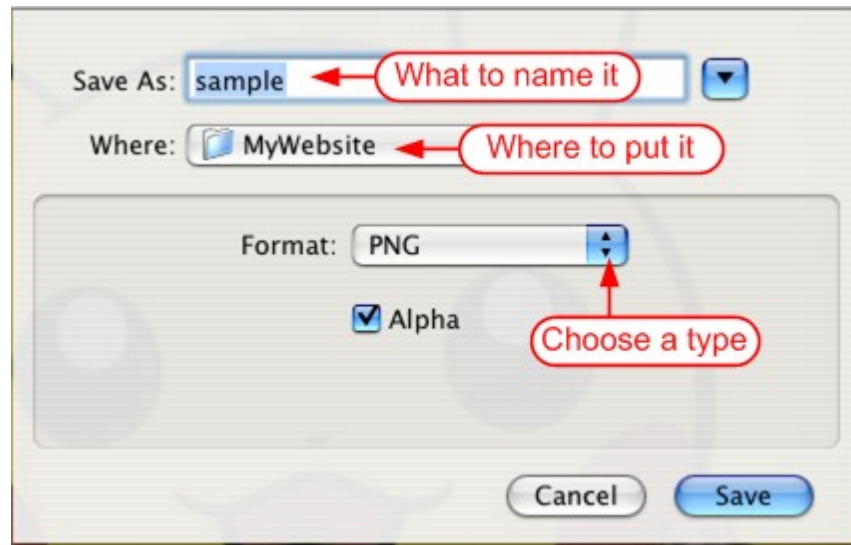 Save As: sample What to name it
Where: MyWebsite Where to put it
Format: PNG
Alpha
Choose a type
Cancel Save